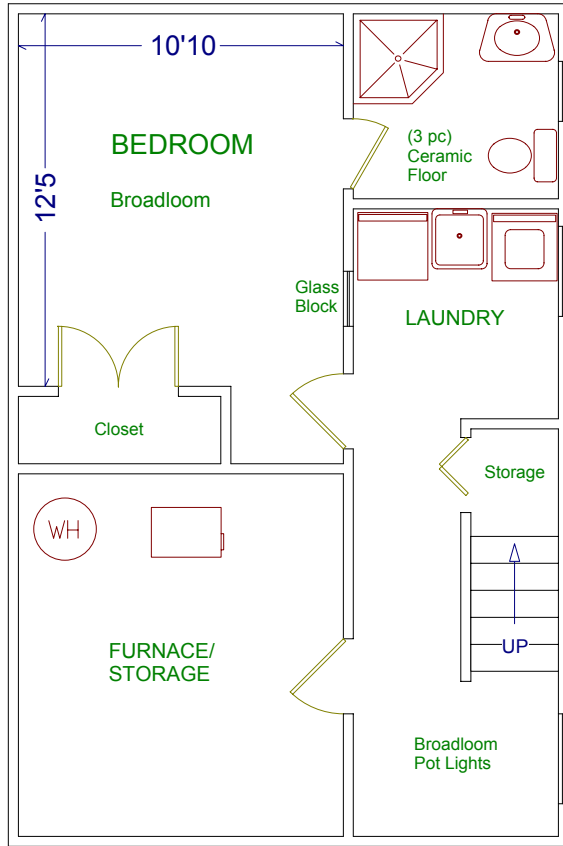 10'10
12'5
BEDROOM
Broadloom
(3 pc)
Ceramic
Floor
Glass
Block
LAUNDRY
Closet
Storage
WH
UP
FURNACE/
STORAGE
Broadloom
Pot Lights